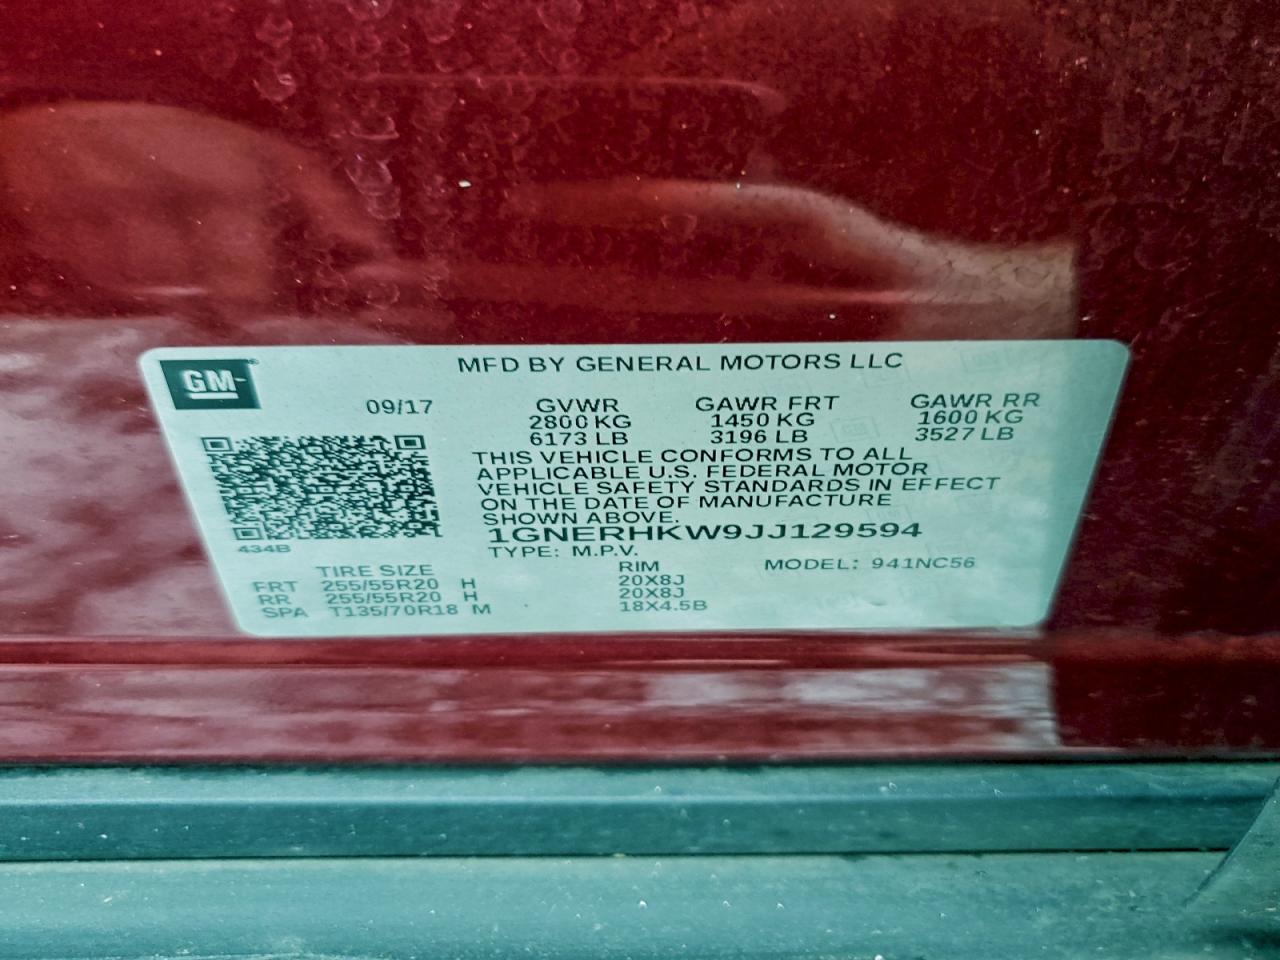 GM
MFD BY GENERAL MOTORS LLC
09/17 GVWR GAWR FRT GAWR RR
2800 KG 1450 KG 1600 KG
6173 LB 3196 LB 3527 LB
THIS VEHICLE CONFORMS TO ALL
APPLICABLE U.S. FEDERAL MOTOR
VEHICLE SAFETY STANDARDS IN EFFECT
ON THE DATE OF MANUFACTURE
SHOWN ABOVE.
1GNERHKW9JJ129594
434B
TYPE: M.P.V. MODEL: 941NC56
TIRE SIZE RIM
FRT 255/55R20 H 20X8J
RR 255/55R20 H 20X8J
SPA T135/70R18 M 18X4.5B